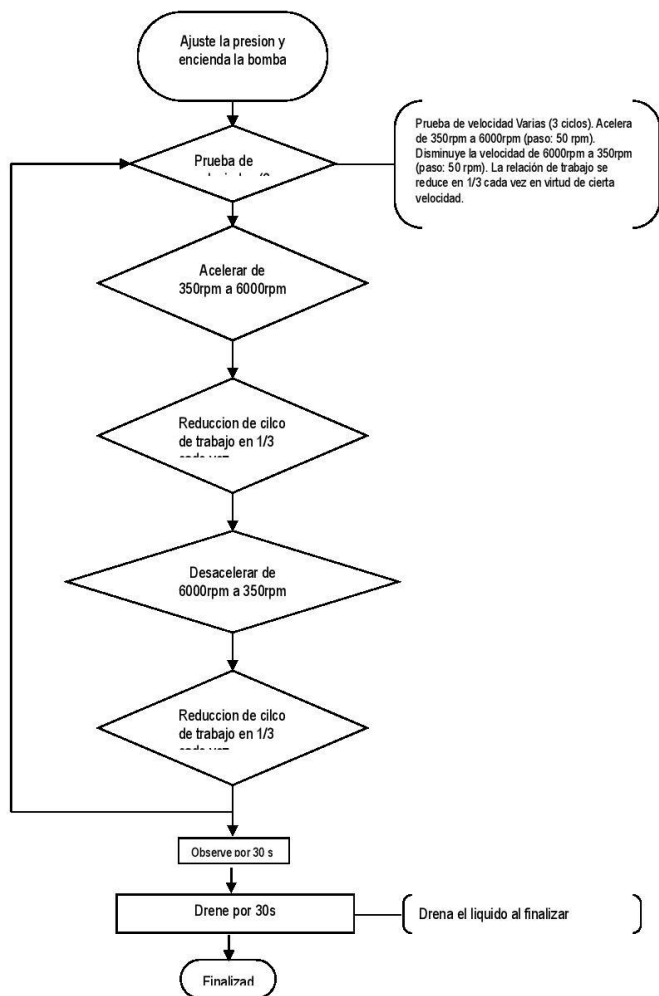 Ajuste la presion y
encienda la bomba
Prueba de
Prueba de velocidad Varias (3 ciclos). Acelera
de 350rpm a 6000rpm (paso: 50 rpm).
Disminuye la velocidad de 6000rpm a 350rpm
(paso: 50 rpm). La relación de trabajo se
reduce en 1/3 cada vez en virtud de cierta
velocidad.
Acelerar de
350rpm a 6000rpm
Reduccion de cilco
de trabajo en 1/3
Desacelerar de
6000rpm a 350rpm
Reduccion de cilco
de trabajo en 1/3
Observe por 30 s
Drene por 30s
Drena el liquido al finalizar
Finalizad